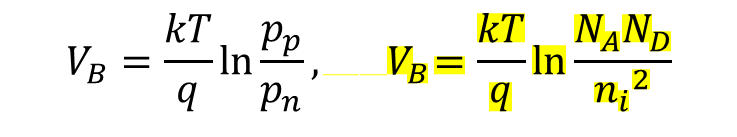 V_B = \frac{kT}{q} \ln \frac{p_p}{p_n}, V_B = \frac{kT}{q} \ln \frac{N_A N_D}{n_i^2}